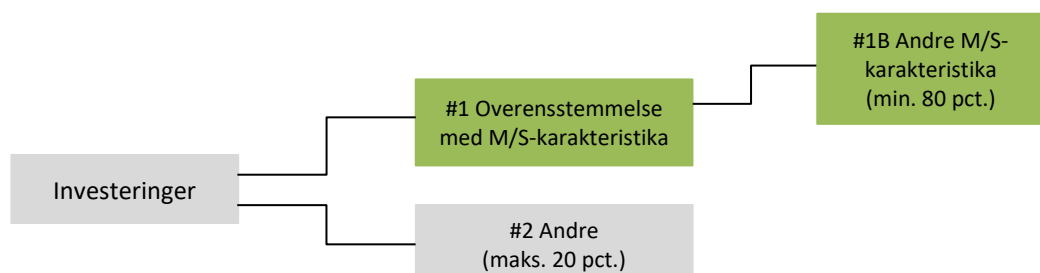 #1B Andre M/S-
karakteristika
(min. 80 pct.)
#1 Overensstemmelse
med M/S-karakteristika
Investeringer
#2 Andre
(maks. 20 pct.)